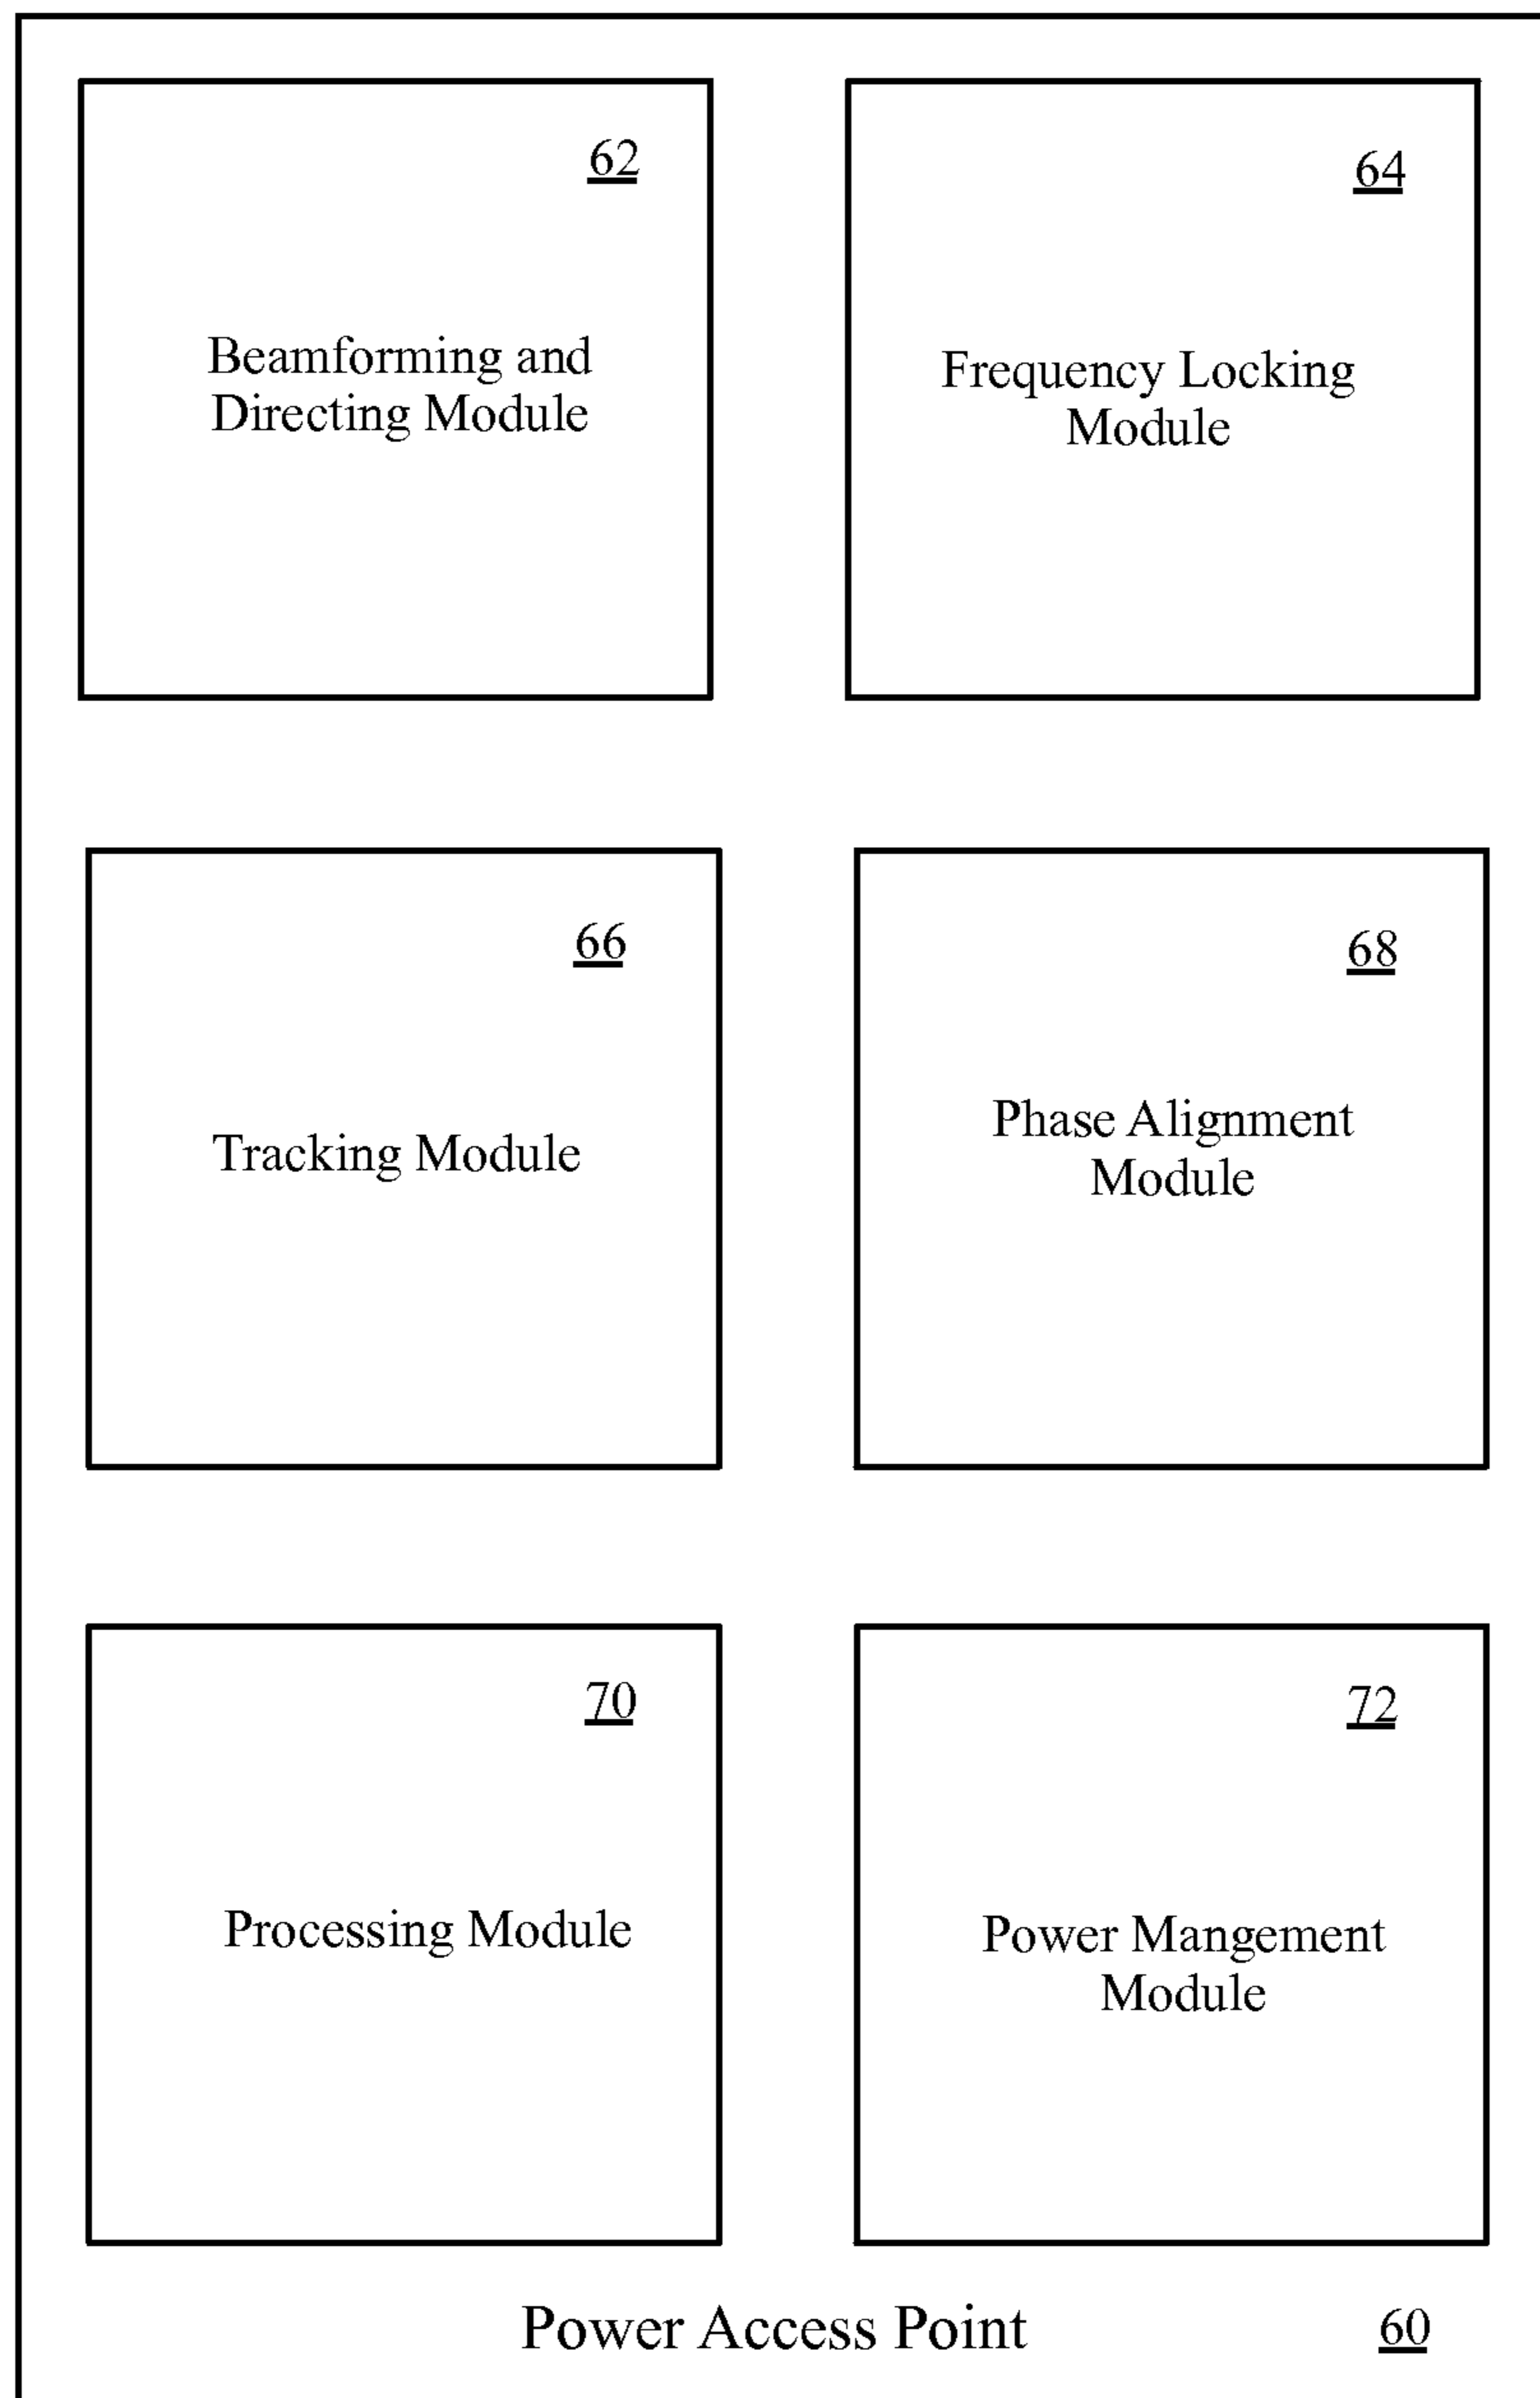 62
Beamforming and
Directing Module
64
Frequency Locking
Module
66
Tracking Module
68
Phase Alignment
Module
70
Processing Module
72
Power Mangement
Module
Power Access Point
60